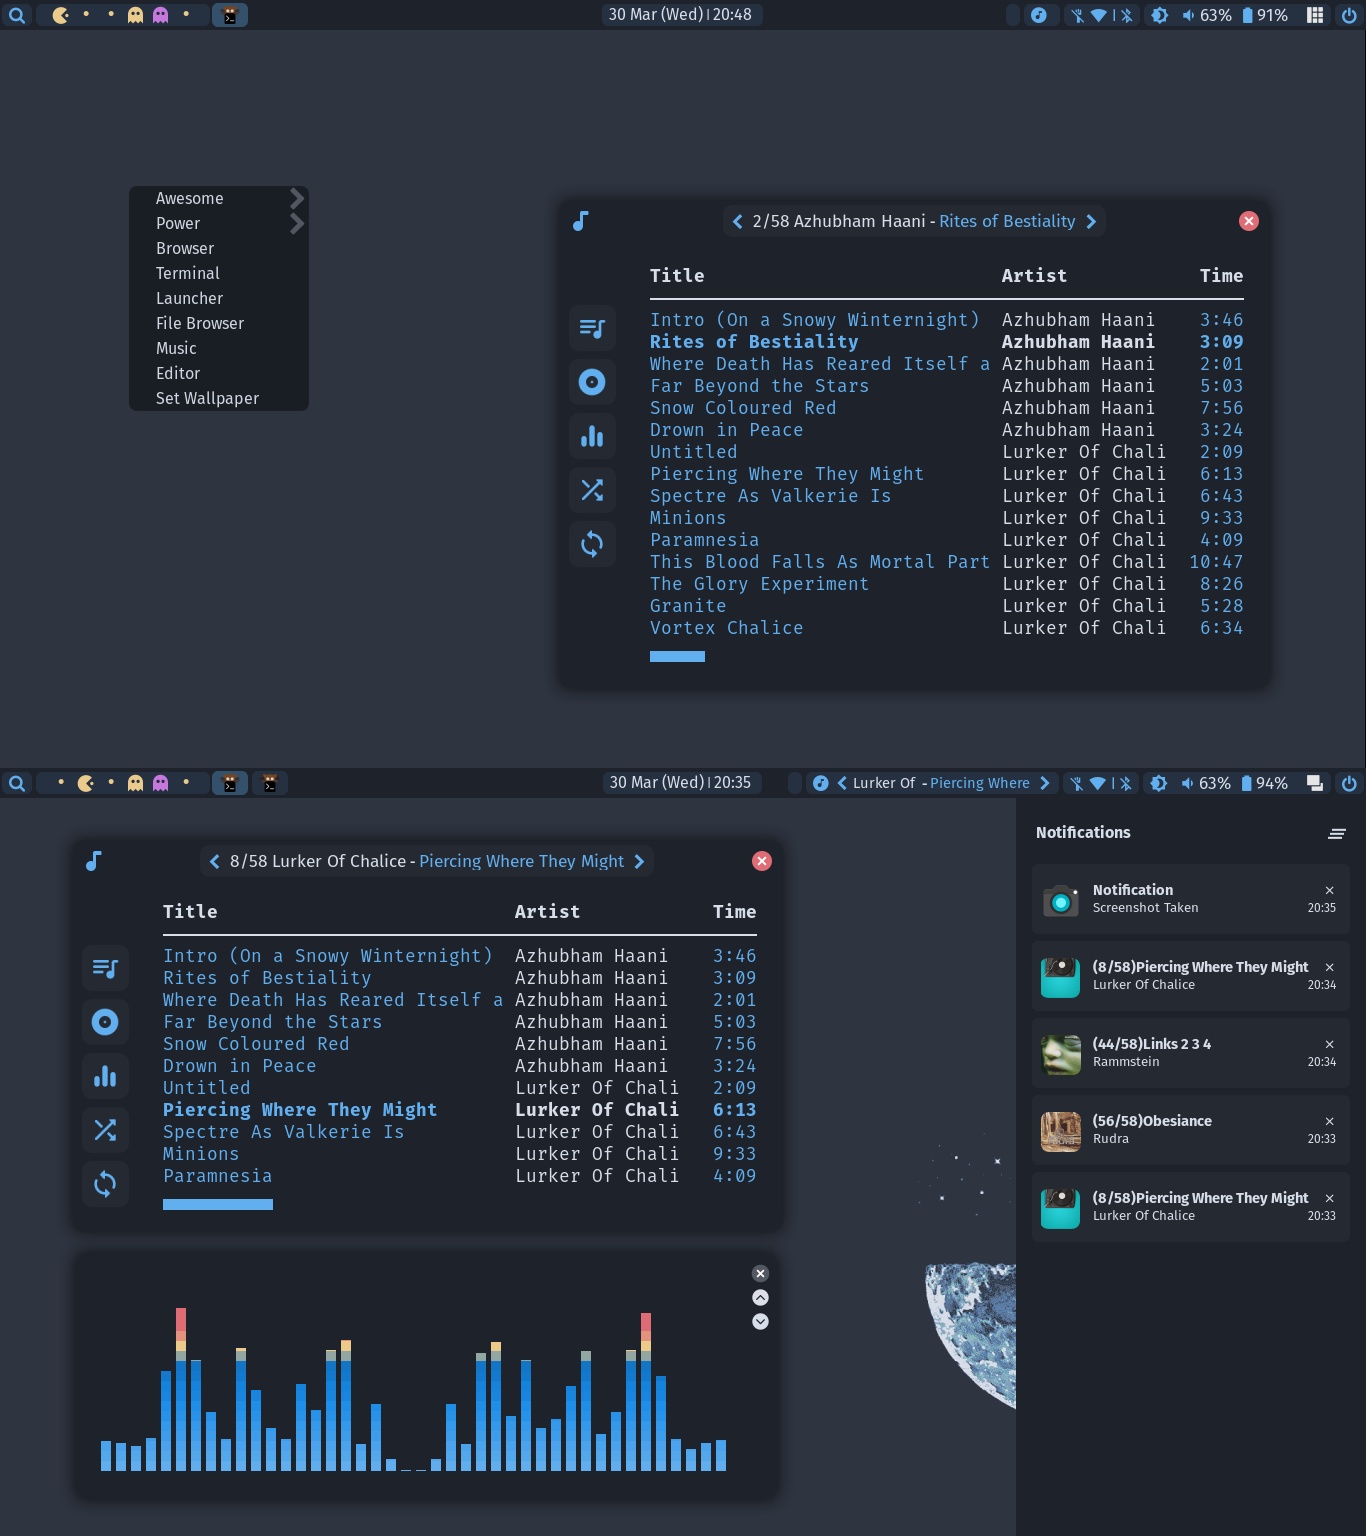 30 Mar (Wed) | 20:48
63% 91%
Awesome
Power
Browser
Terminal
Launcher
File Browser
Music
Editor
Set Wallpaper
2/58 Azhubham Haani - Rites of Bestiality
Title Artist Time
Intro (On a Snowy Winternight) Azhubham Haani 3:46
Rites of Bestiality Azhubham Haani 3:09
Where Death Has Reared Itself a Azhubham Haani 2:01
Far Beyond the Stars Azhubham Haani 5:03
Snow Coloured Red Azhubham Haani 7:56
Drown in Peace Azhubham Haani 3:24
Untitled Lurker Of Chali 2:09
Piercing Where They Might Lurker Of Chali 6:13
Spectre As Valkerie Is Lurker Of Chali 6:43
Minions Lurker Of Chali 9:33
Paramnesia Lurker Of Chali 4:09
This Blood Falls As Mortal Part Lurker Of Chali 10:47
The Glory Experiment Lurker Of Chali 8:26
Granite Lurker Of Chali 5:28
Vortex Chalice Lurker Of Chali 6:34
30 Mar (Wed) | 20:35
Lurker Of - Piercing Where
63% 94%
8/58 Lurker Of Chalice - Piercing Where They Might
Title Artist Time
Intro (On a Snowy Winternight) Azhubham Haani 3:46
Rites of Bestiality Azhubham Haani 3:09
Where Death Has Reared Itself a Azhubham Haani 2:01
Far Beyond the Stars Azhubham Haani 5:03
Snow Coloured Red Azhubham Haani 7:56
Drown in Peace Azhubham Haani 3:24
Untitled Lurker Of Chali 2:09
Piercing Where They Might Lurker Of Chali 6:13
Spectre As Valkerie Is Lurker Of Chali 6:43
Minions Lurker Of Chali 9:33
Paramnesia Lurker Of Chali 4:09
Notifications
Notification
Screenshot Taken 20:35
(8/58)Piercing Where They Might
Lurker Of Chalice 20:34
(44/58)Links 2 3 4
Rammstein 20:34
(56/58)Obesiance
Rudra 20:33
(8/58)Piercing Where They Might
Lurker Of Chalice 20:33